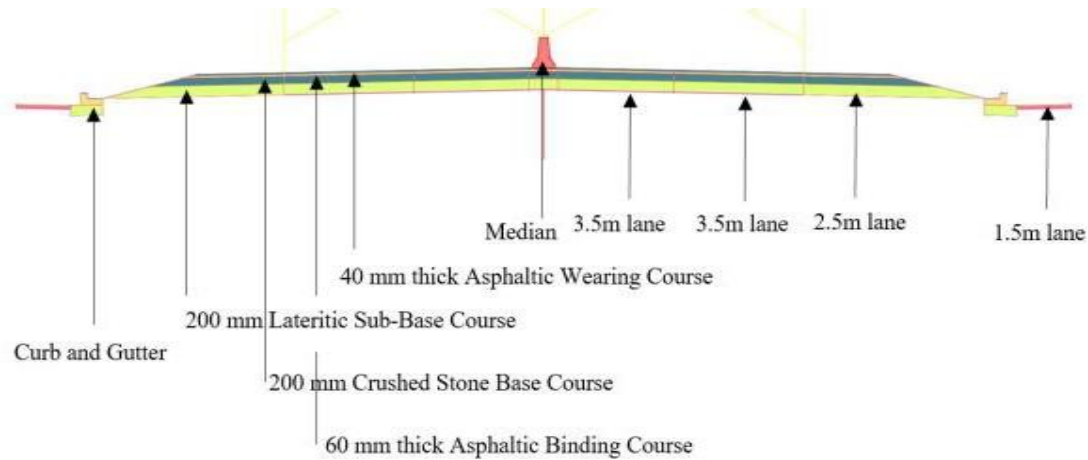 Median
3.5m lane
3.5m lane
2.5m lane
1.5m lane
40 mm thick Asphaltic Wearing Course
200 mm Lateritic Sub-Base Course
Curb and Gutter
200 mm Crushed Stone Base Course
60 mm thick Asphaltic Binding Course